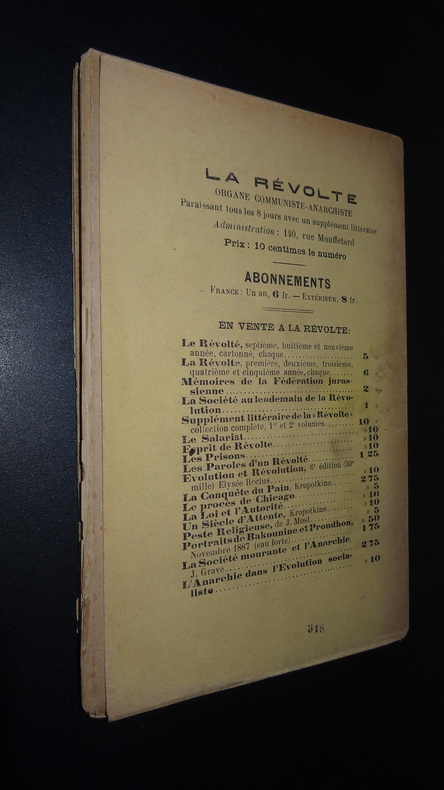 LA RÉVOLTE
ORGANE COMMUNISTE-ANARCHISTE
Paraissant tous les 8 jours avec un supplément littéraire
Administration : 140, rue Mouffetard
Prix : 10 centimes le numéro
ABONNEMENTS
FRANCE : Un an, 6 fr. — EXTÉRIEUR, 8 fr.
EN VENTE A LA RÉVOLTE :
Le Révolté, septième, huitième et neuvième
année, cartonné, chaque 5 »
La Révolte, première, deuxième, troisième,
quatrième et cinquième année, chaque 6 »
Mémoires de la Fédération juras-
sienne 2 »
La Société au lendemain de la Révo-
lution 1 »
Supplément littéraire de la « Révolte »
collection complète, 1er et 2e volumes. 10 »
Le Salariat » 10
Esprit de Révolte » 10
Les Prisons » 10
Les Paroles d'un Révolté 1 25
Evolution et Révolution, 6e édition (20e
mille) Elysée Reclus » 10
La Conquête du Pain, Kropotkine 2 75
Le procès de Chicago » 5
La Loi et l'Autorité » 10
Un Siècle d'Attente, Kropotkine » 10
Peste Religieuse, de J. Most » 5
Portraits de Bakounine et Proudhon, » 50
Novembre 1887 (eau forte) 1 75
La Société mourante et l'Anarchie,
J. Grave 2 75
L'Anarchie dans l'Evolution socia-
liste » 10
318